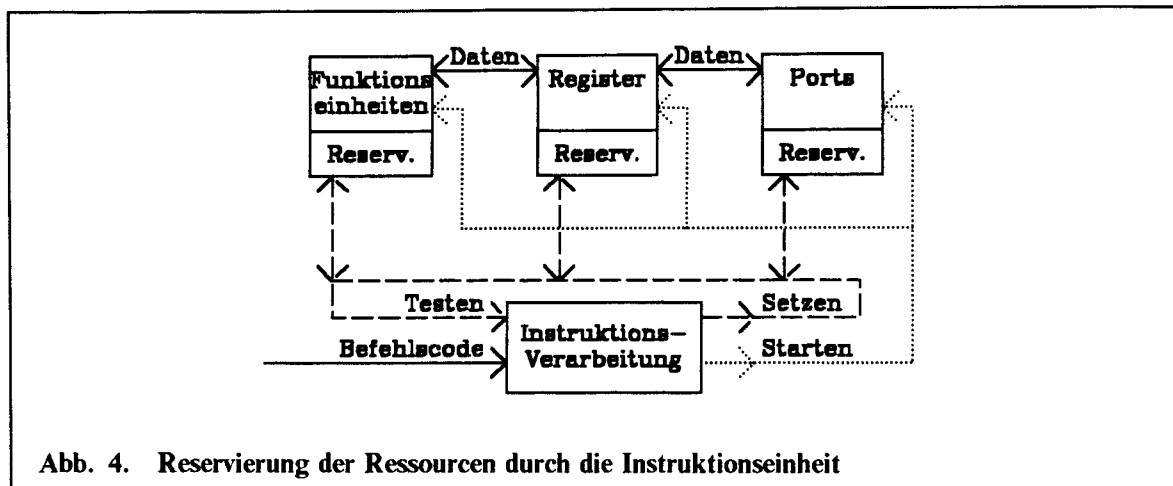 Daten Daten
Funktions
einheiten
Register
Ports
Reserv. Reserv. Reserv.
Testen
Setzen
Instruktions-
Verarbeitung
Befehlscode
Starten
Abb. 4. Reservierung der Ressourcen durch die Instruktionseinheit